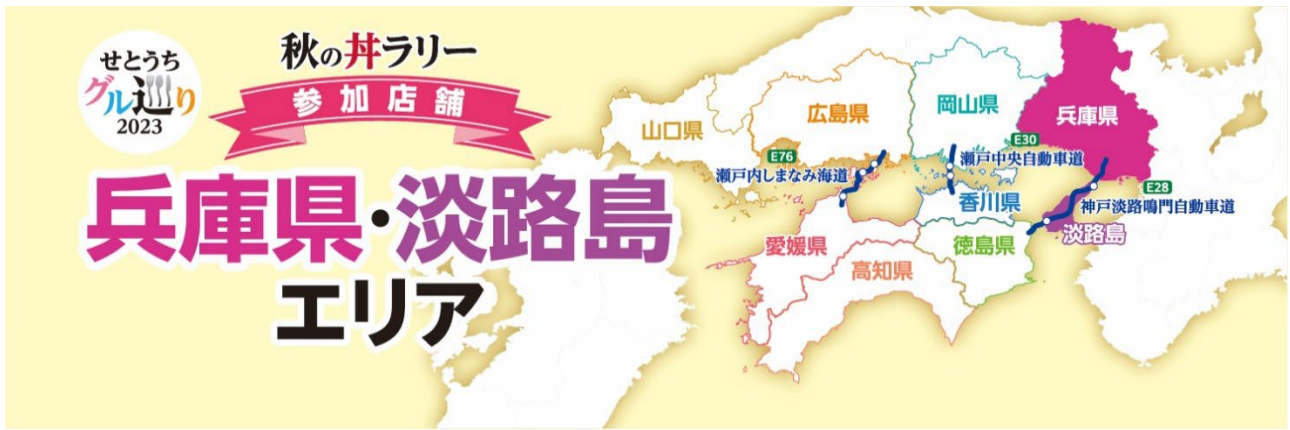 せとうち
グル巡り
2023
秋の丼ラリー
参加店舗
兵庫県・淡路島
エリア
山口県
広島県
岡山県
兵庫県
E76
瀬戸内しまなみ海道
E30
瀬戸中央自動車道
E28
神戸淡路鳴門自動車道
香川県
淡路島
愛媛県
徳島県
高知県